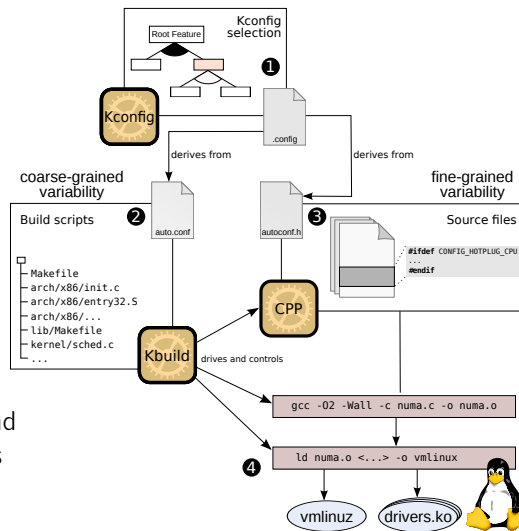 Kconfig
selection
Root Feature
❶
Kconfig
.config
derives from
derives from
coarse-grained
variability
fine-grained
variability
Build scripts
❷
auto.conf
autoconf.h
❸
Source files
#ifdef CONFIG_HOTPLUG_CPU
...
#endif
Makefile
arch/x86/init.c
arch/x86/entry32.S
arch/x86/...
lib/Makefile
kernel/sched.c
...
CPP
Kbuild
drives and controls
gcc -O2 -Wall -c numa.c -o numa.o
❹
ld numa.o <...> -o vmlinux
vmlinuz
drivers.ko